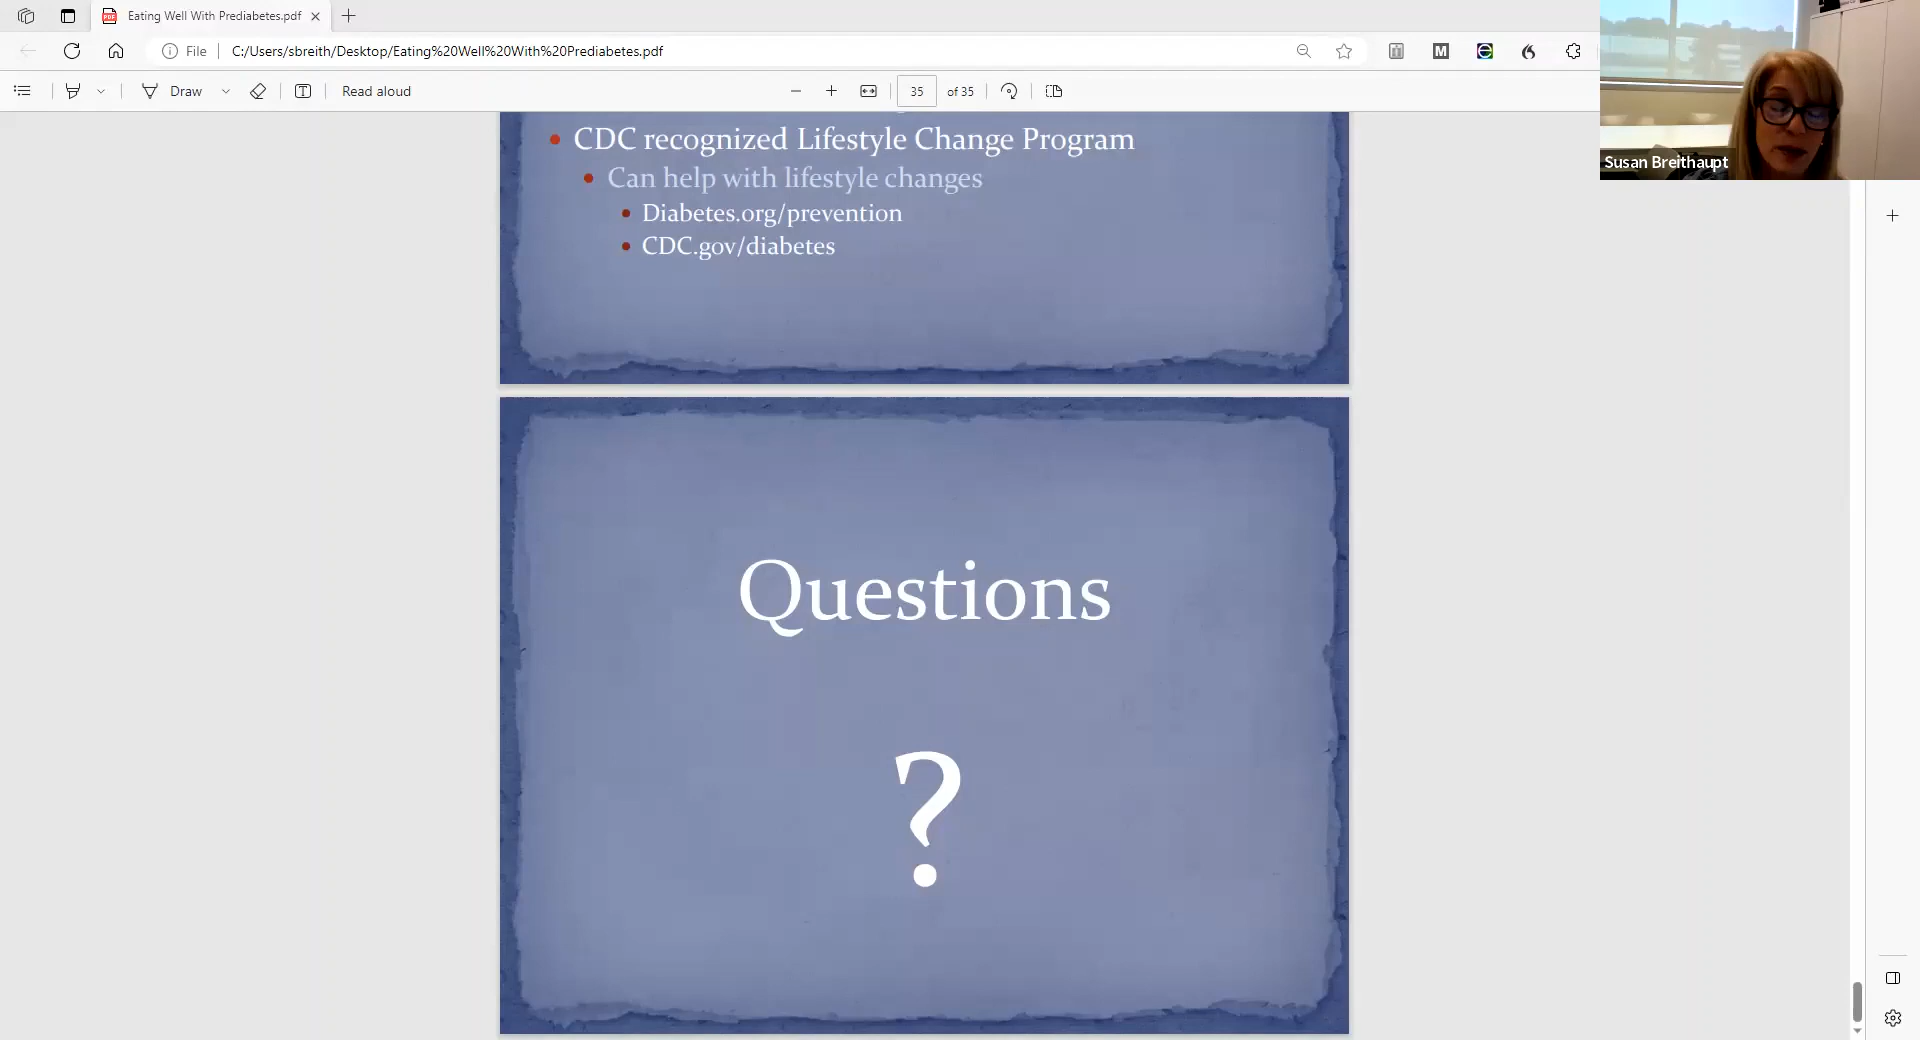 Eating Well With Prediabetes.pdf
File
C:/Users/sbreith/Desktop/Eating%20Well%20With%20Prediabetes.pdf
M
Draw
Read aloud
35
of 35
Susan Breithaupt
CDC recognized Lifestyle Change Program
Can help with lifestyle changes
Diabetes.org/prevention
CDC.gov/diabetes
Questions
?